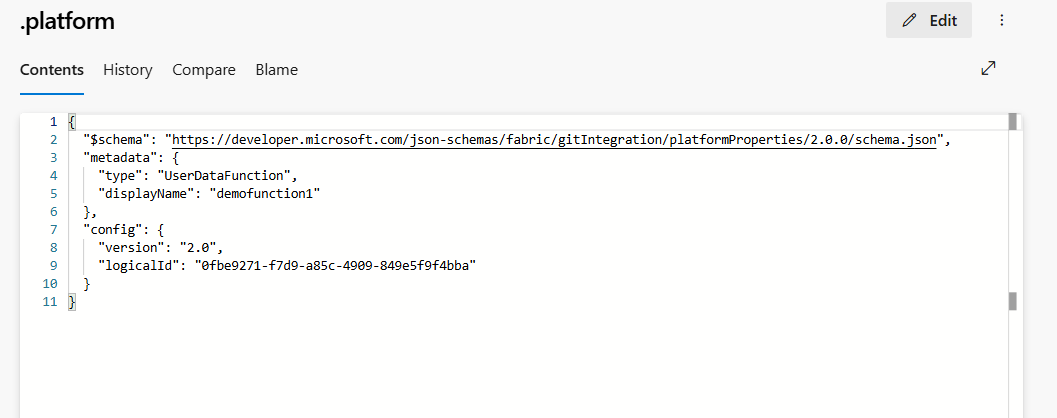 .platform
Edit
Contents History Compare Blame
1 {
2 "$schema": "https://developer.microsoft.com/json-schemas/fabric/gitIntegration/platformProperties/2.0.0/schema.json",
3 "metadata": {
4 "type": "UserDataFunction",
5 "displayName": "demofunction1"
6 },
7 "config": {
8 "version": "2.0",
9 "logicalId": "0fbe9271-f7d9-a85c-4909-849e5f9f4bba"
10 }
11 }